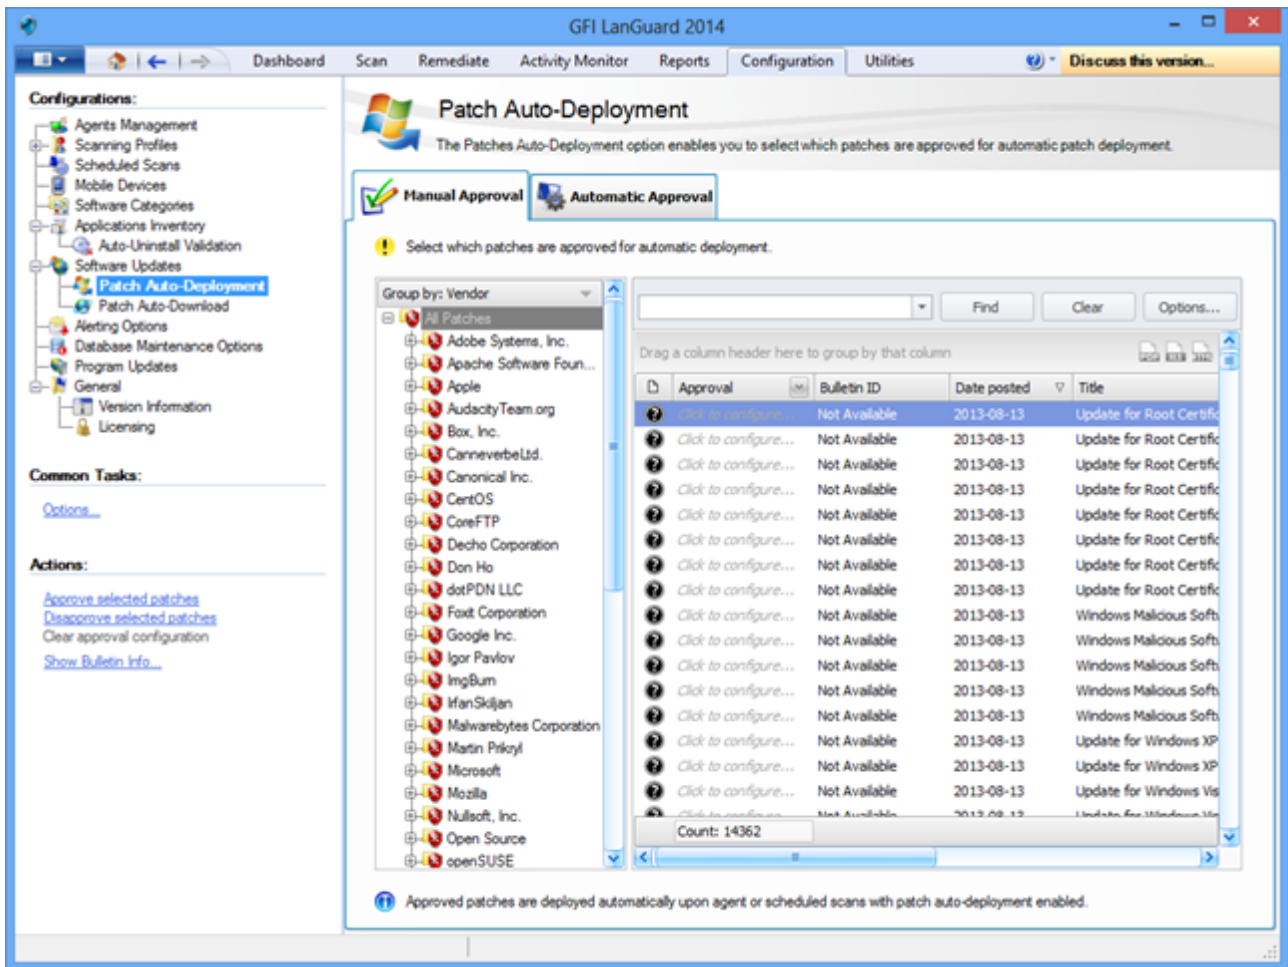 GFI LanGuard 2014
Dashboard Scan Remediate Activity Monitor Reports Configuration Utilities Discuss this version...
Configurations:
Agents Management
Scanning Profiles
Scheduled Scans
Mobile Devices
Software Categories
Applications Inventory
Auto-Uninstall Validation
Software Updates
Patch Auto-Deployment
Patch Auto-Download
Alerting Options
Database Maintenance Options
Program Updates
General
Version Information
Licensing
Common Tasks:
Options...
Actions:
Approve selected patches
Disapprove selected patches
Clear approval configuration
Show Bulletin Info...
Patch Auto-Deployment
The Patches Auto-Deployment option enables you to select which patches are approved for automatic patch deployment.
Manual Approval Automatic Approval
Select which patches are approved for automatic deployment.
Group by: Vendor
All Patches
Adobe Systems, Inc.
Apache Software Foun...
Apple
AudacityTeam.org
Box, Inc.
CanneverbeLtd.
Canonical Inc.
CentOS
CoreFTP
Decho Corporation
Don Ho
dotPDN LLC
Foxit Corporation
Google Inc.
Igor Pavlov
ImgBurn
IrfanSkiljan
Malwarebytes Corporation
Martin Prikryl
Microsoft
Mozilla
Nullsoft, Inc.
Open Source
openSUSE
Find Clear Options...
Drag a column header here to group by that column
Approval Bulletin ID Date posted Title
Click to configure... Not Available 2013-08-13 Update for Root Certific
Click to configure... Not Available 2013-08-13 Update for Root Certific
Click to configure... Not Available 2013-08-13 Update for Root Certific
Click to configure... Not Available 2013-08-13 Update for Root Certific
Click to configure... Not Available 2013-08-13 Update for Root Certific
Click to configure... Not Available 2013-08-13 Update for Root Certific
Click to configure... Not Available 2013-08-13 Update for Root Certific
Click to configure... Not Available 2013-08-13 Update for Root Certific
Click to configure... Not Available 2013-08-13 Windows Malicious Soft
Click to configure... Not Available 2013-08-13 Windows Malicious Soft
Click to configure... Not Available 2013-08-13 Windows Malicious Soft
Click to configure... Not Available 2013-08-13 Windows Malicious Soft
Click to configure... Not Available 2013-08-13 Windows Malicious Soft
Click to configure... Not Available 2013-08-13 Update for Windows XP
Click to configure... Not Available 2013-08-13 Update for Windows XP
Click to configure... Not Available 2013-08-13 Update for Windows Vis
Click to configure... Not Available 2013-08-13 Update for Windows Vis
Count: 14362
Approved patches are deployed automatically upon agent or scheduled scans with patch auto-deployment enabled.